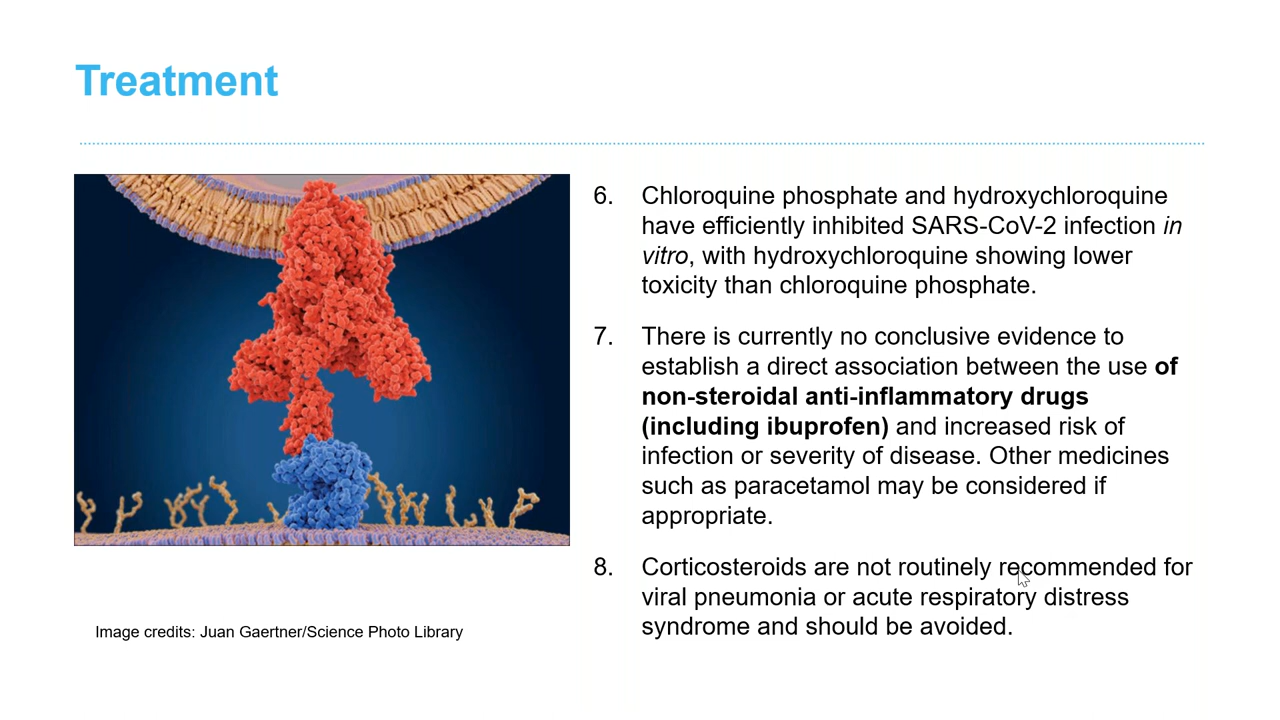 Treatment
6. Chloroquine phosphate and hydroxychloroquine
have efficiently inhibited SARS-CoV-2 infection in
vitro, with hydroxychloroquine showing lower
toxicity than chloroquine phosphate.
7. There is currently no conclusive evidence to
establish a direct association between the use of
non-steroidal anti-inflammatory drugs
(including ibuprofen) and increased risk of
infection or severity of disease. Other medicines
such as paracetamol may be considered if
appropriate.
8. Corticosteroids are not routinely recommended for
viral pneumonia or acute respiratory distress
syndrome and should be avoided.
Image credits: Juan Gaertner/Science Photo Library